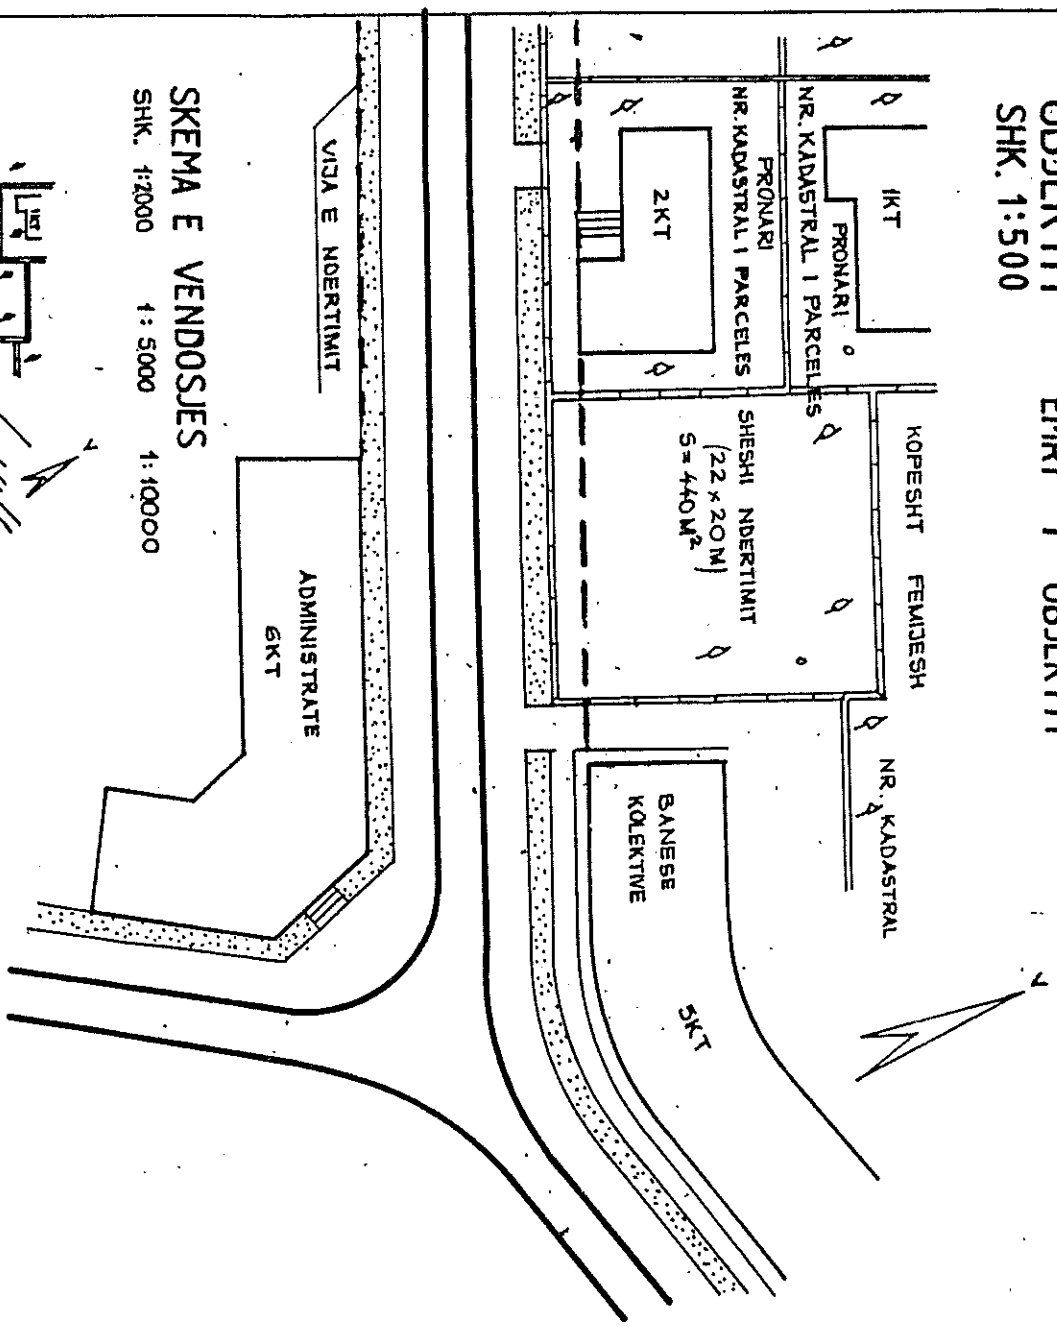 SHK. 1:500
1KT
PRONARI
NR. KADASTRAL I PARCELES
PRONARI
NR. KADASTRAL I PARCELES
2KT
KOPESHT FEMIJESH
NR. KADASTRAL
SHESHI NDERTIMIT
(22 x 20 M)
S = 440 M²
BANESE
KOLEKTIVE
5KT
VIJA E NDERTIMIT
ADMINISTRATE
6KT
SKEMA E VENDOSJES
SHK. 1:2000 1:5000 1:10000
1KT